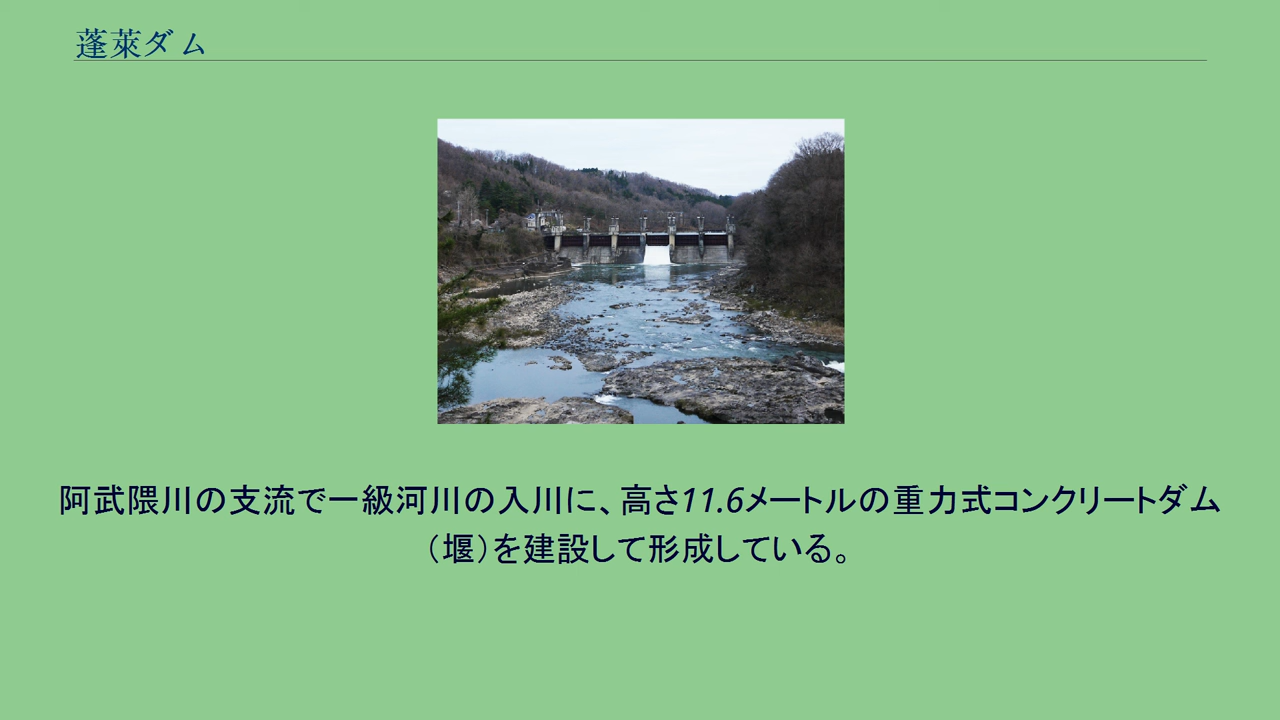 蓬萊ダム
阿武隈川の支流で一級河川の入川に、高さ11.6メートルの重力式コンクリートダム
（堰）を建設して形成している。